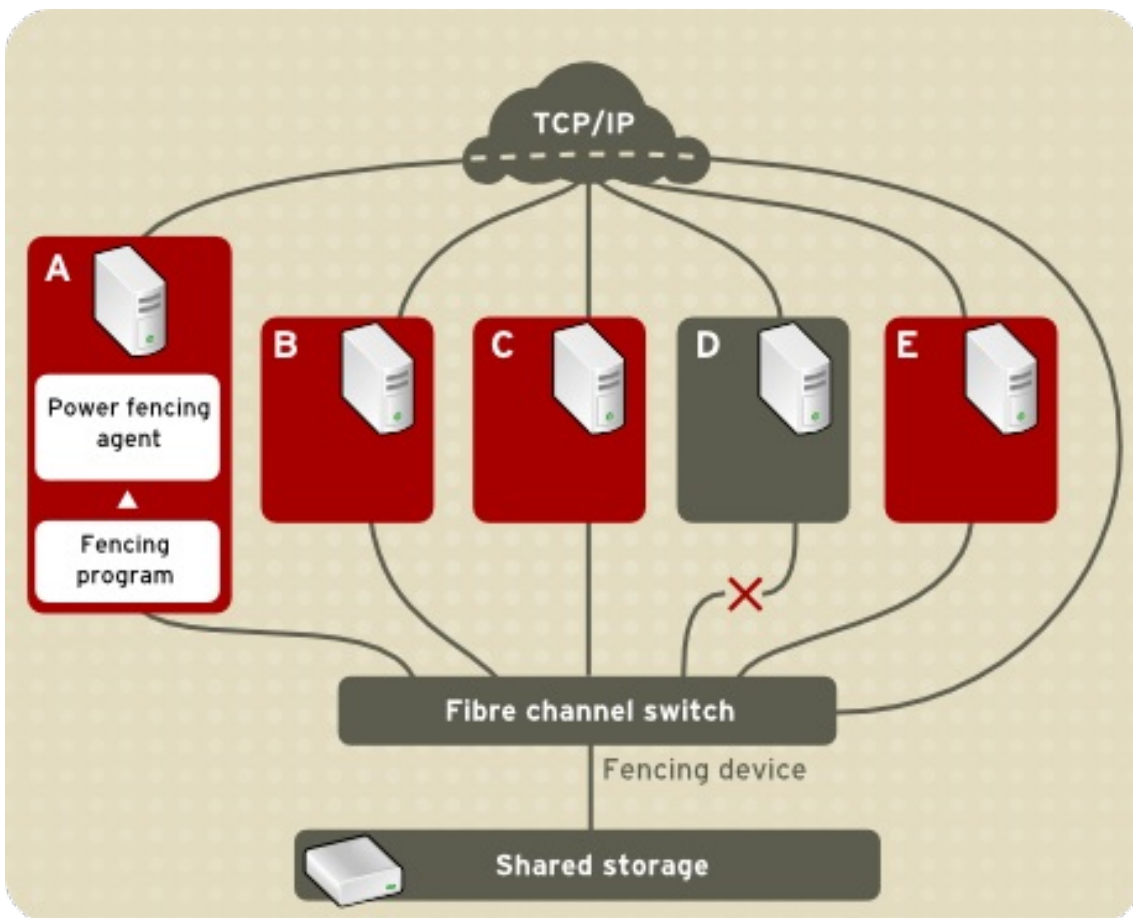 TCP/IP
A
Power fencing
agent
Fencing
program
B
C
D
E
Fibre channel switch
Fencing device
Shared storage